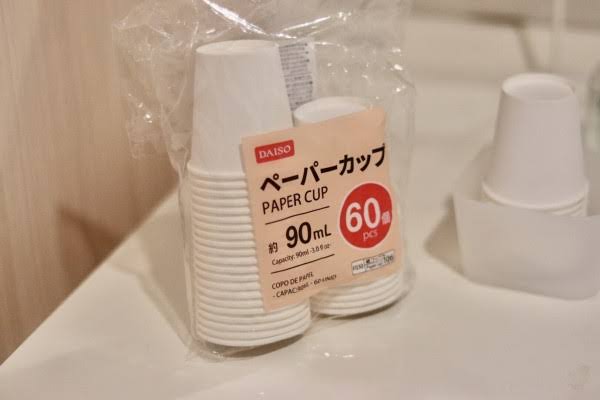 DAISO
ペーパーカップ
PAPER CUP
約 90mL
Capacity: 90ml -3.0 fl oz-
60個
pcs
COPO DE PAPEL